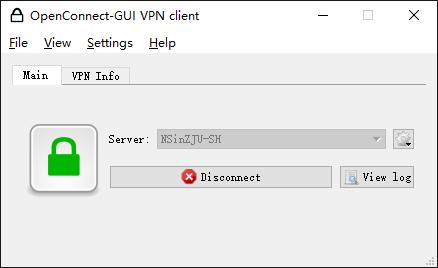 OpenConnect-GUI VPN client
File View Settings Help
Main VPN Info
Server: NSinZJU-SH
Disconnect View log